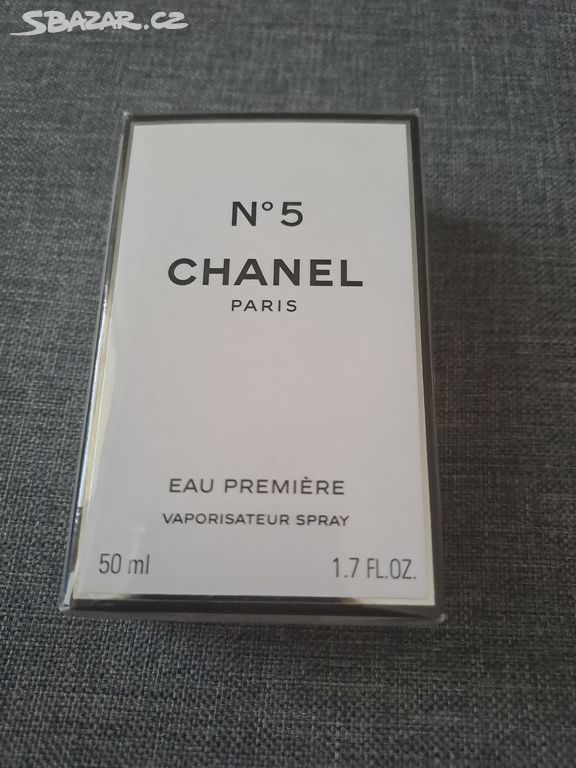 SBAZAR.CZ
N°5
CHANEL
PARIS
EAU PREMIÈRE
VAPORISATEUR SPRAY
50 ml 1.7 FL.OZ.